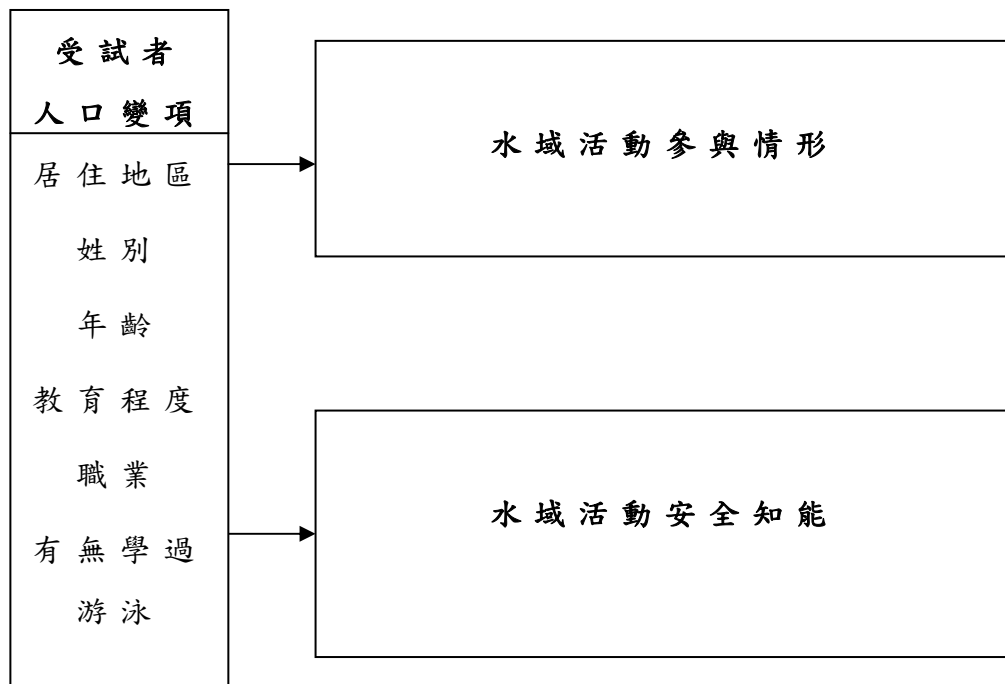 受試者
人口變項
居住地區
姓別
年齡
教育程度
職業
有無學過
游泳
水域活動參與情形
水域活動安全知能